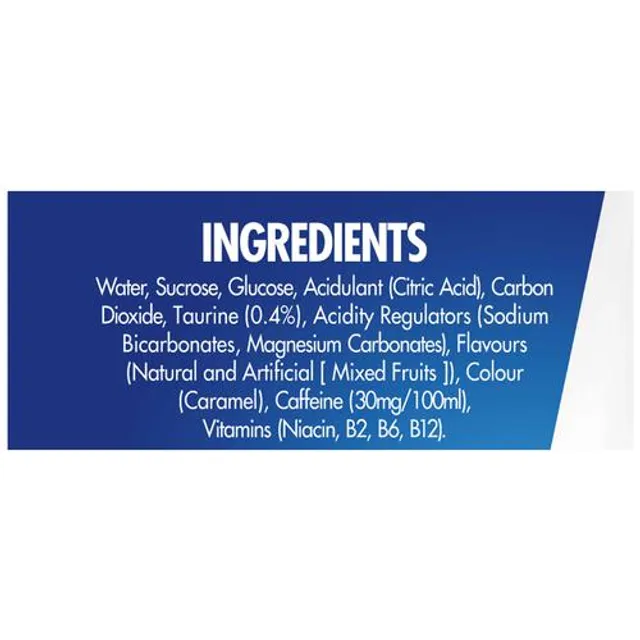 INGREDIENTS
Water, Sucrose, Glucose, Acidulant (Citric Acid), Carbon
Dioxide, Taurine (0.4%), Acidity Regulators (Sodium
Bicarbonates, Magnesium Carbonates), Flavours
(Natural and Artificial [ Mixed Fruits ]), Colour
(Caramel), Caffeine (30mg/100ml),
Vitamins (Niacin, B2, B6, B12).